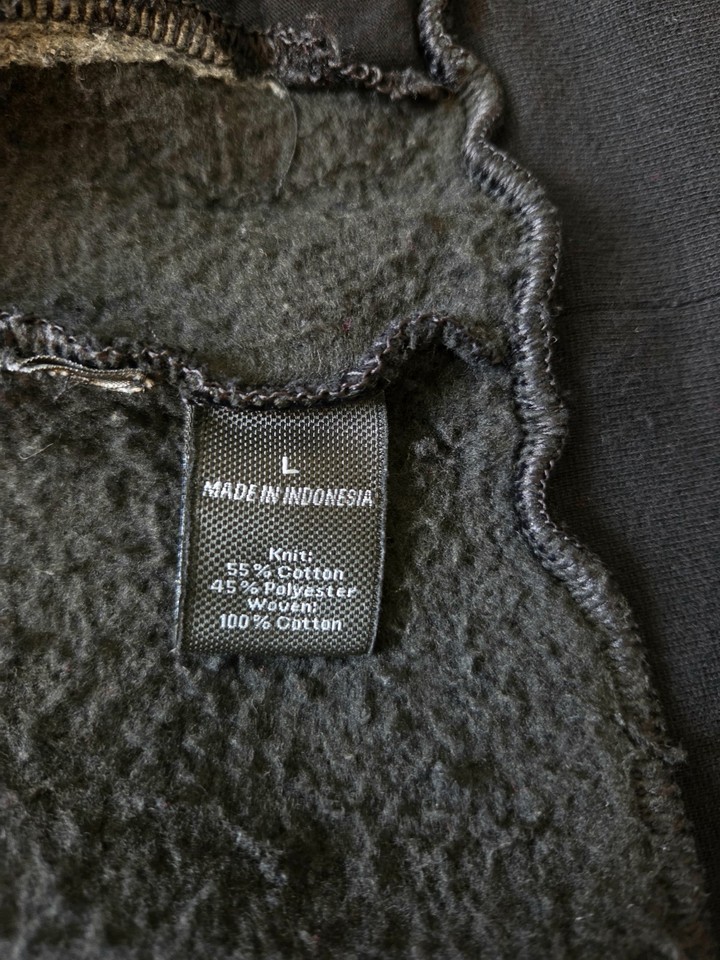 L
MADE IN INDONESIA
Knit:
55% Cotton
45% Polyester
Woven:
100% Cotton